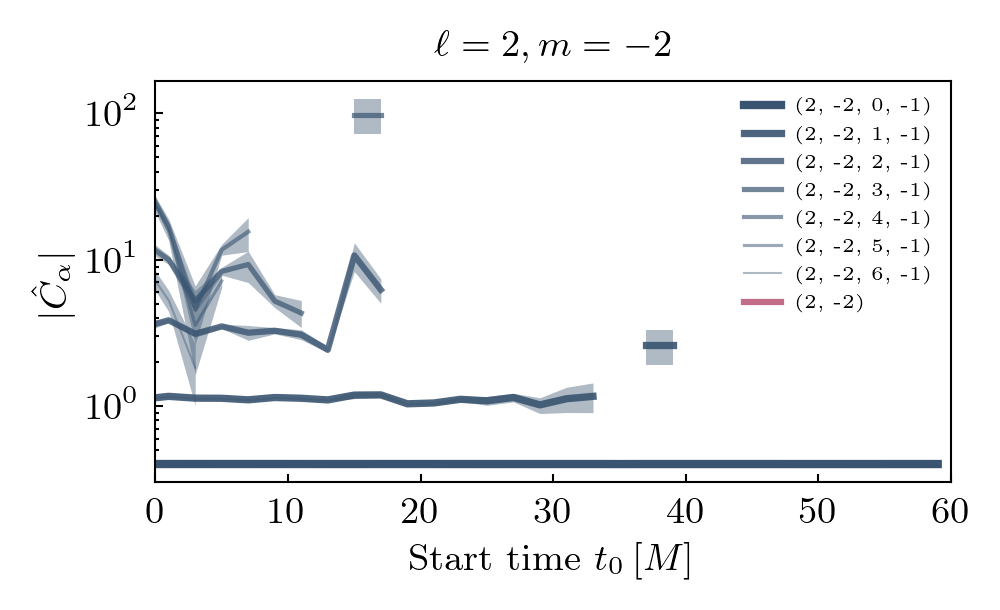 ℓ = 2, m = −2
|Ĉ_α|
10²
10¹
10⁰
(2, -2, 0, -1)
(2, -2, 1, -1)
(2, -2, 2, -1)
(2, -2, 3, -1)
(2, -2, 4, -1)
(2, -2, 5, -1)
(2, -2, 6, -1)
(2, -2)
0 10 20 30 40 50 60
Start time t₀ [M]